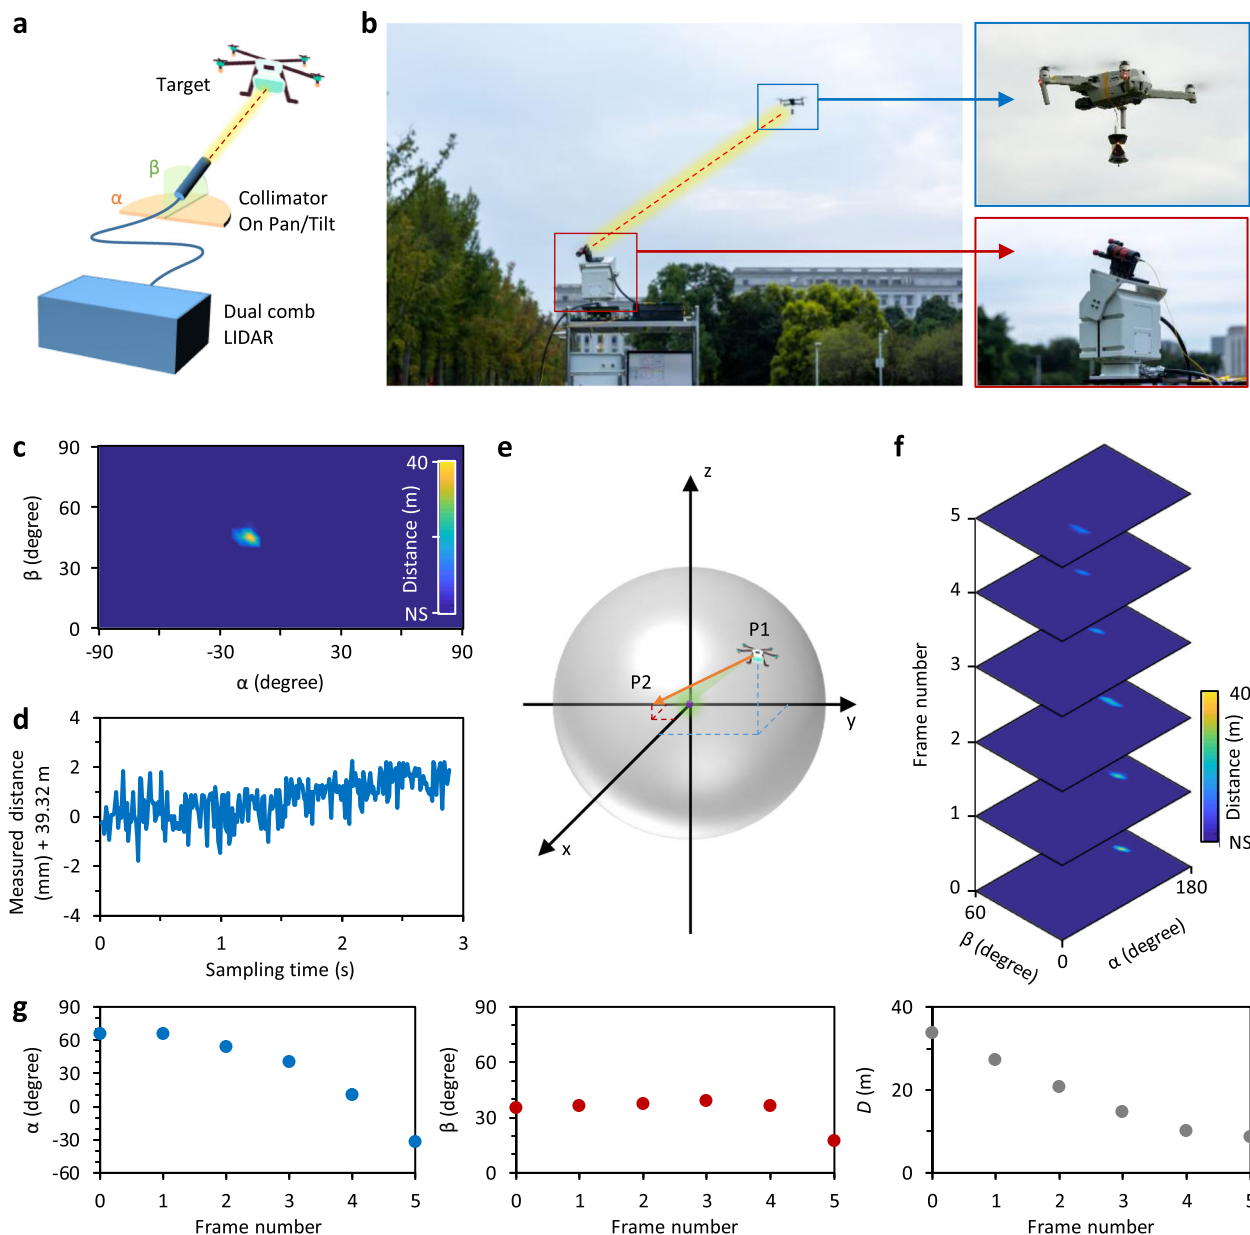 a
Target
β
α
Collimator
On Pan/Tilt
Dual comb
LIDAR
b
c
90
60
30
0
β (degree)
-90
-30
30
90
α (degree)
40
NS
Distance (m)
d
4
2
0
-2
-4
Measured distance
(mm) + 39.32 m
0
1
2
3
Sampling time (s)
e
z
P1
P2
y
x
f
5
4
3
2
1
0
Frame number
60
0
180
β (degree)
α (degree)
40
NS
Distance (m)
g
90
60
30
0
-30
-60
α (degree)
0 1 2 3 4 5
Frame number
90
60
30
0
β (degree)
0 1 2 3 4 5
Frame number
40
20
0
D (m)
0 1 2 3 4 5
Frame number